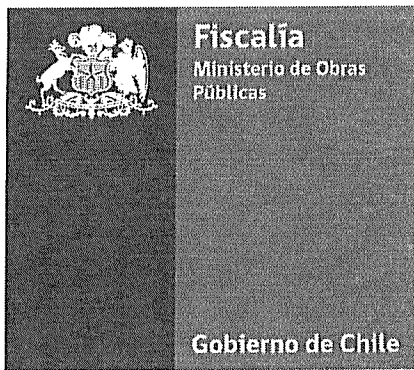 Fiscalía
Ministerio de Obras
Públicas
Gobierno de Chile